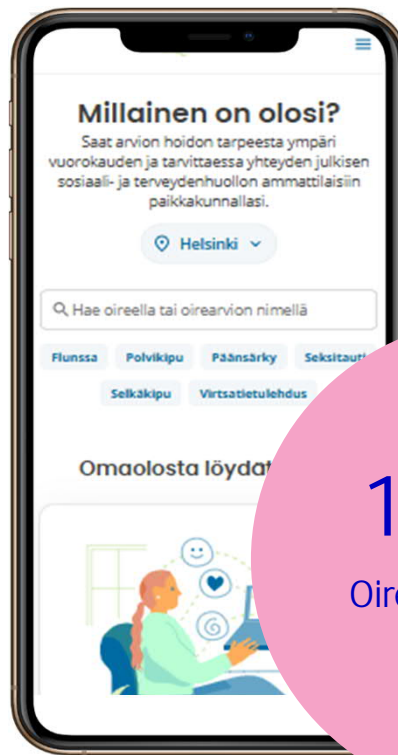 Millainen on olosi?
Saat arvion hoidon tarpeesta ympäri
vuorokauden ja tarvittaessa yhteyden julkisen
sosiaali- ja terveydenhuollon ammattilaisiin
paikkakunnallasi.
Helsinki
Hae oireella tai oirearvion nimellä
Flunssa Polvikipu Päänsärky
Selkäkipu Virtsatietulehdus
Omaolosta
1